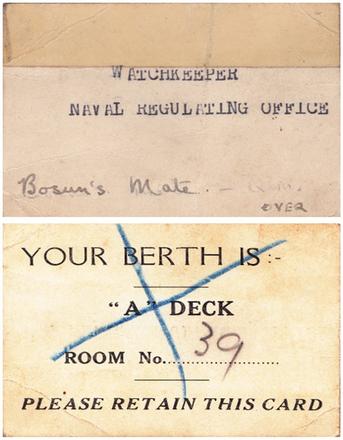 WATCHKEEPER
NAVAL REGULATING OFFICE
Bosun's Mate. -
OVER
YOUR BERTH IS:-
"A" DECK
ROOM No. 39
PLEASE RETAIN THIS CARD